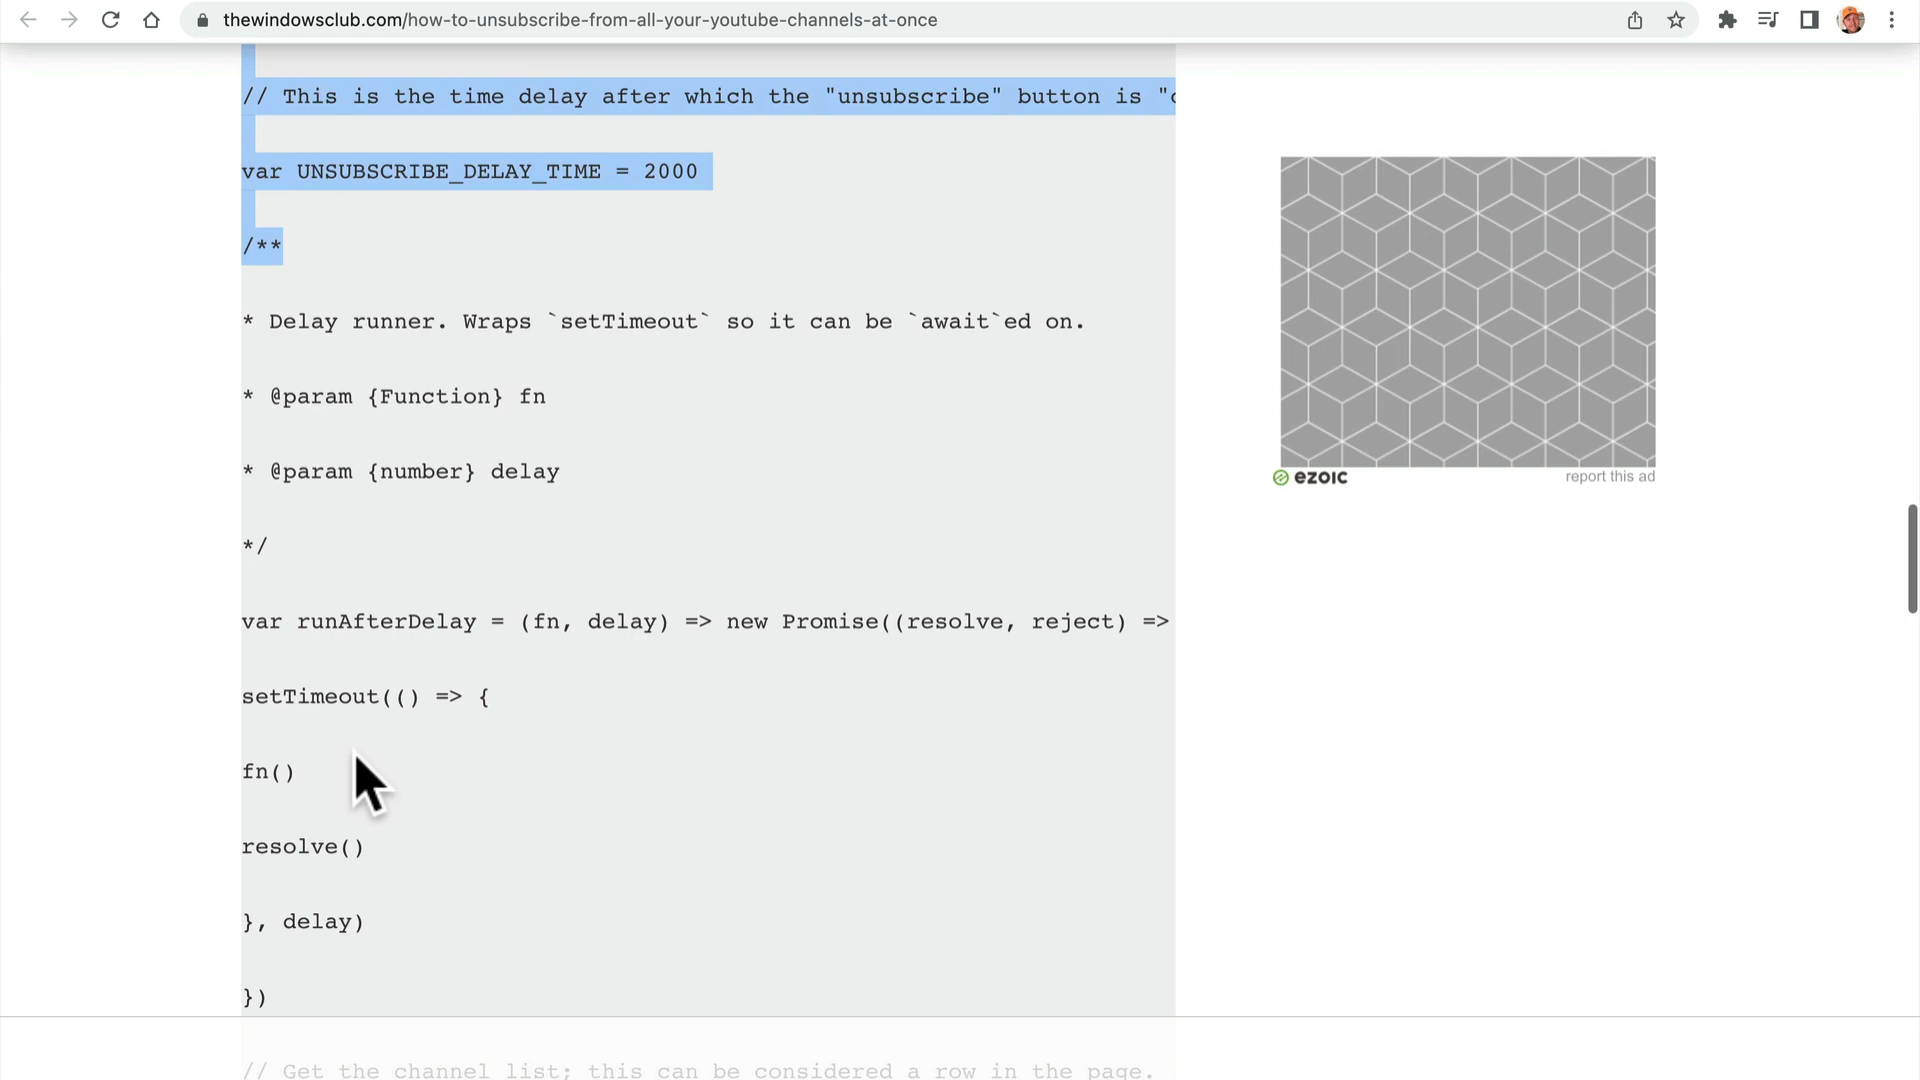 thewindowsclub.com/how-to-unsubscribe-from-all-your-youtube-channels-at-once
// This is the time delay after which the "unsubscribe" button is "
var UNSUBSCRIBE_DELAY_TIME = 2000
/**
* Delay runner. Wraps `setTimeout` so it can be `await`ed on.
* @param {Function} fn
* @param {number} delay
*/
var runAfterDelay = (fn, delay) => new Promise((resolve, reject) =>
setTimeout(() => {
fn()
resolve()
}, delay)
})
// Get the channel list; this can be considered a row in the page.
ezoic
report this ad